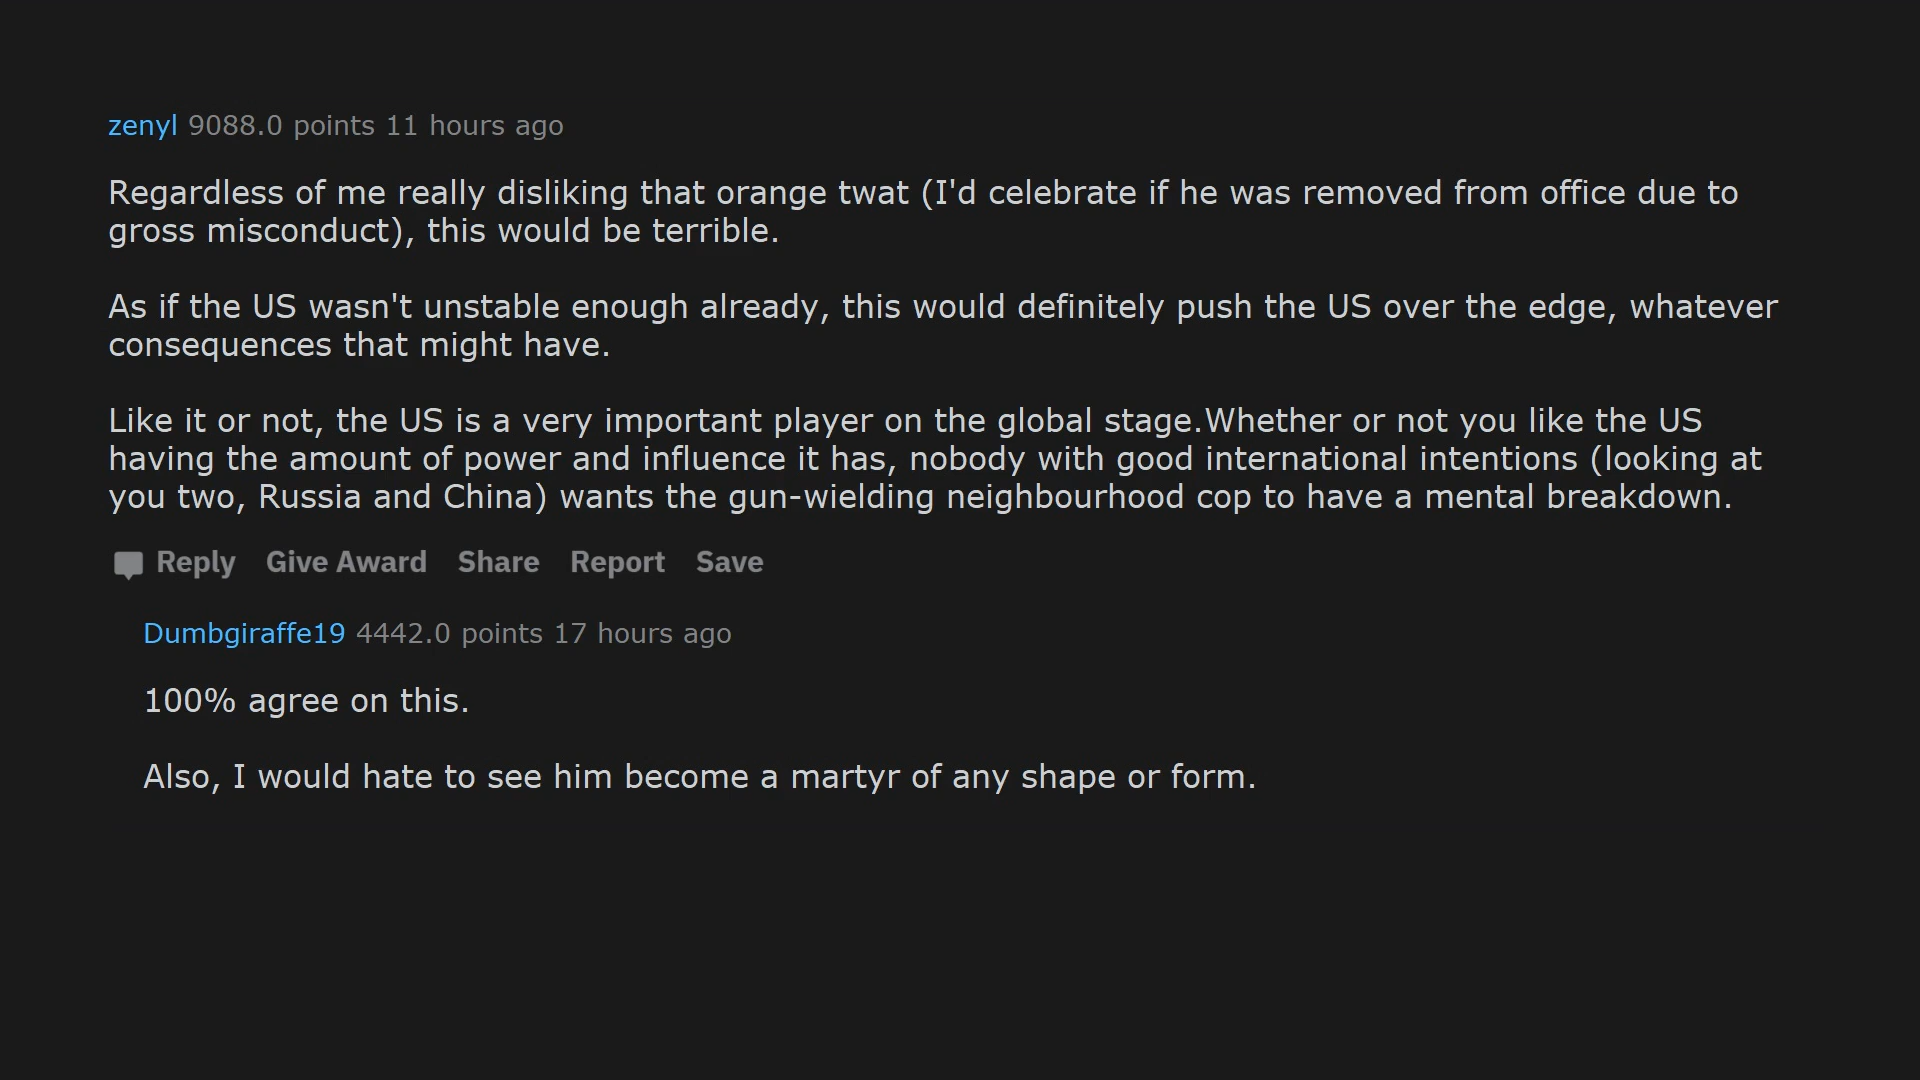 zenyl 9088.0 points 11 hours ago
Regardless of me really disliking that orange twat (I'd celebrate if he was removed from office due to
gross misconduct), this would be terrible.
As if the US wasn't unstable enough already, this would definitely push the US over the edge, whatever
consequences that might have.
Like it or not, the US is a very important player on the global stage.Whether or not you like the US
having the amount of power and influence it has, nobody with good international intentions (looking at
you two, Russia and China) wants the gun-wielding neighbourhood cop to have a mental breakdown.
Reply Give Award Share Report Save
Dumbgiraffe19 4442.0 points 17 hours ago
100% agree on this.
Also, I would hate to see him become a martyr of any shape or form.